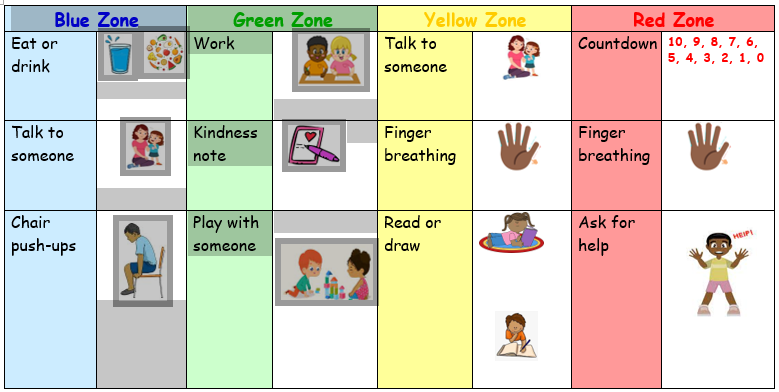 Blue Zone
Green Zone
Yellow Zone
Red Zone
Eat or
drink
Work
Talk to
someone
Countdown
10, 9, 8, 7, 6,
5, 4, 3, 2, 1, 0
Talk to
someone
Kindness
note
Finger
breathing
Finger
breathing
Chair
push-ups
Play with
someone
Read or
draw
Ask for
help
HELP!